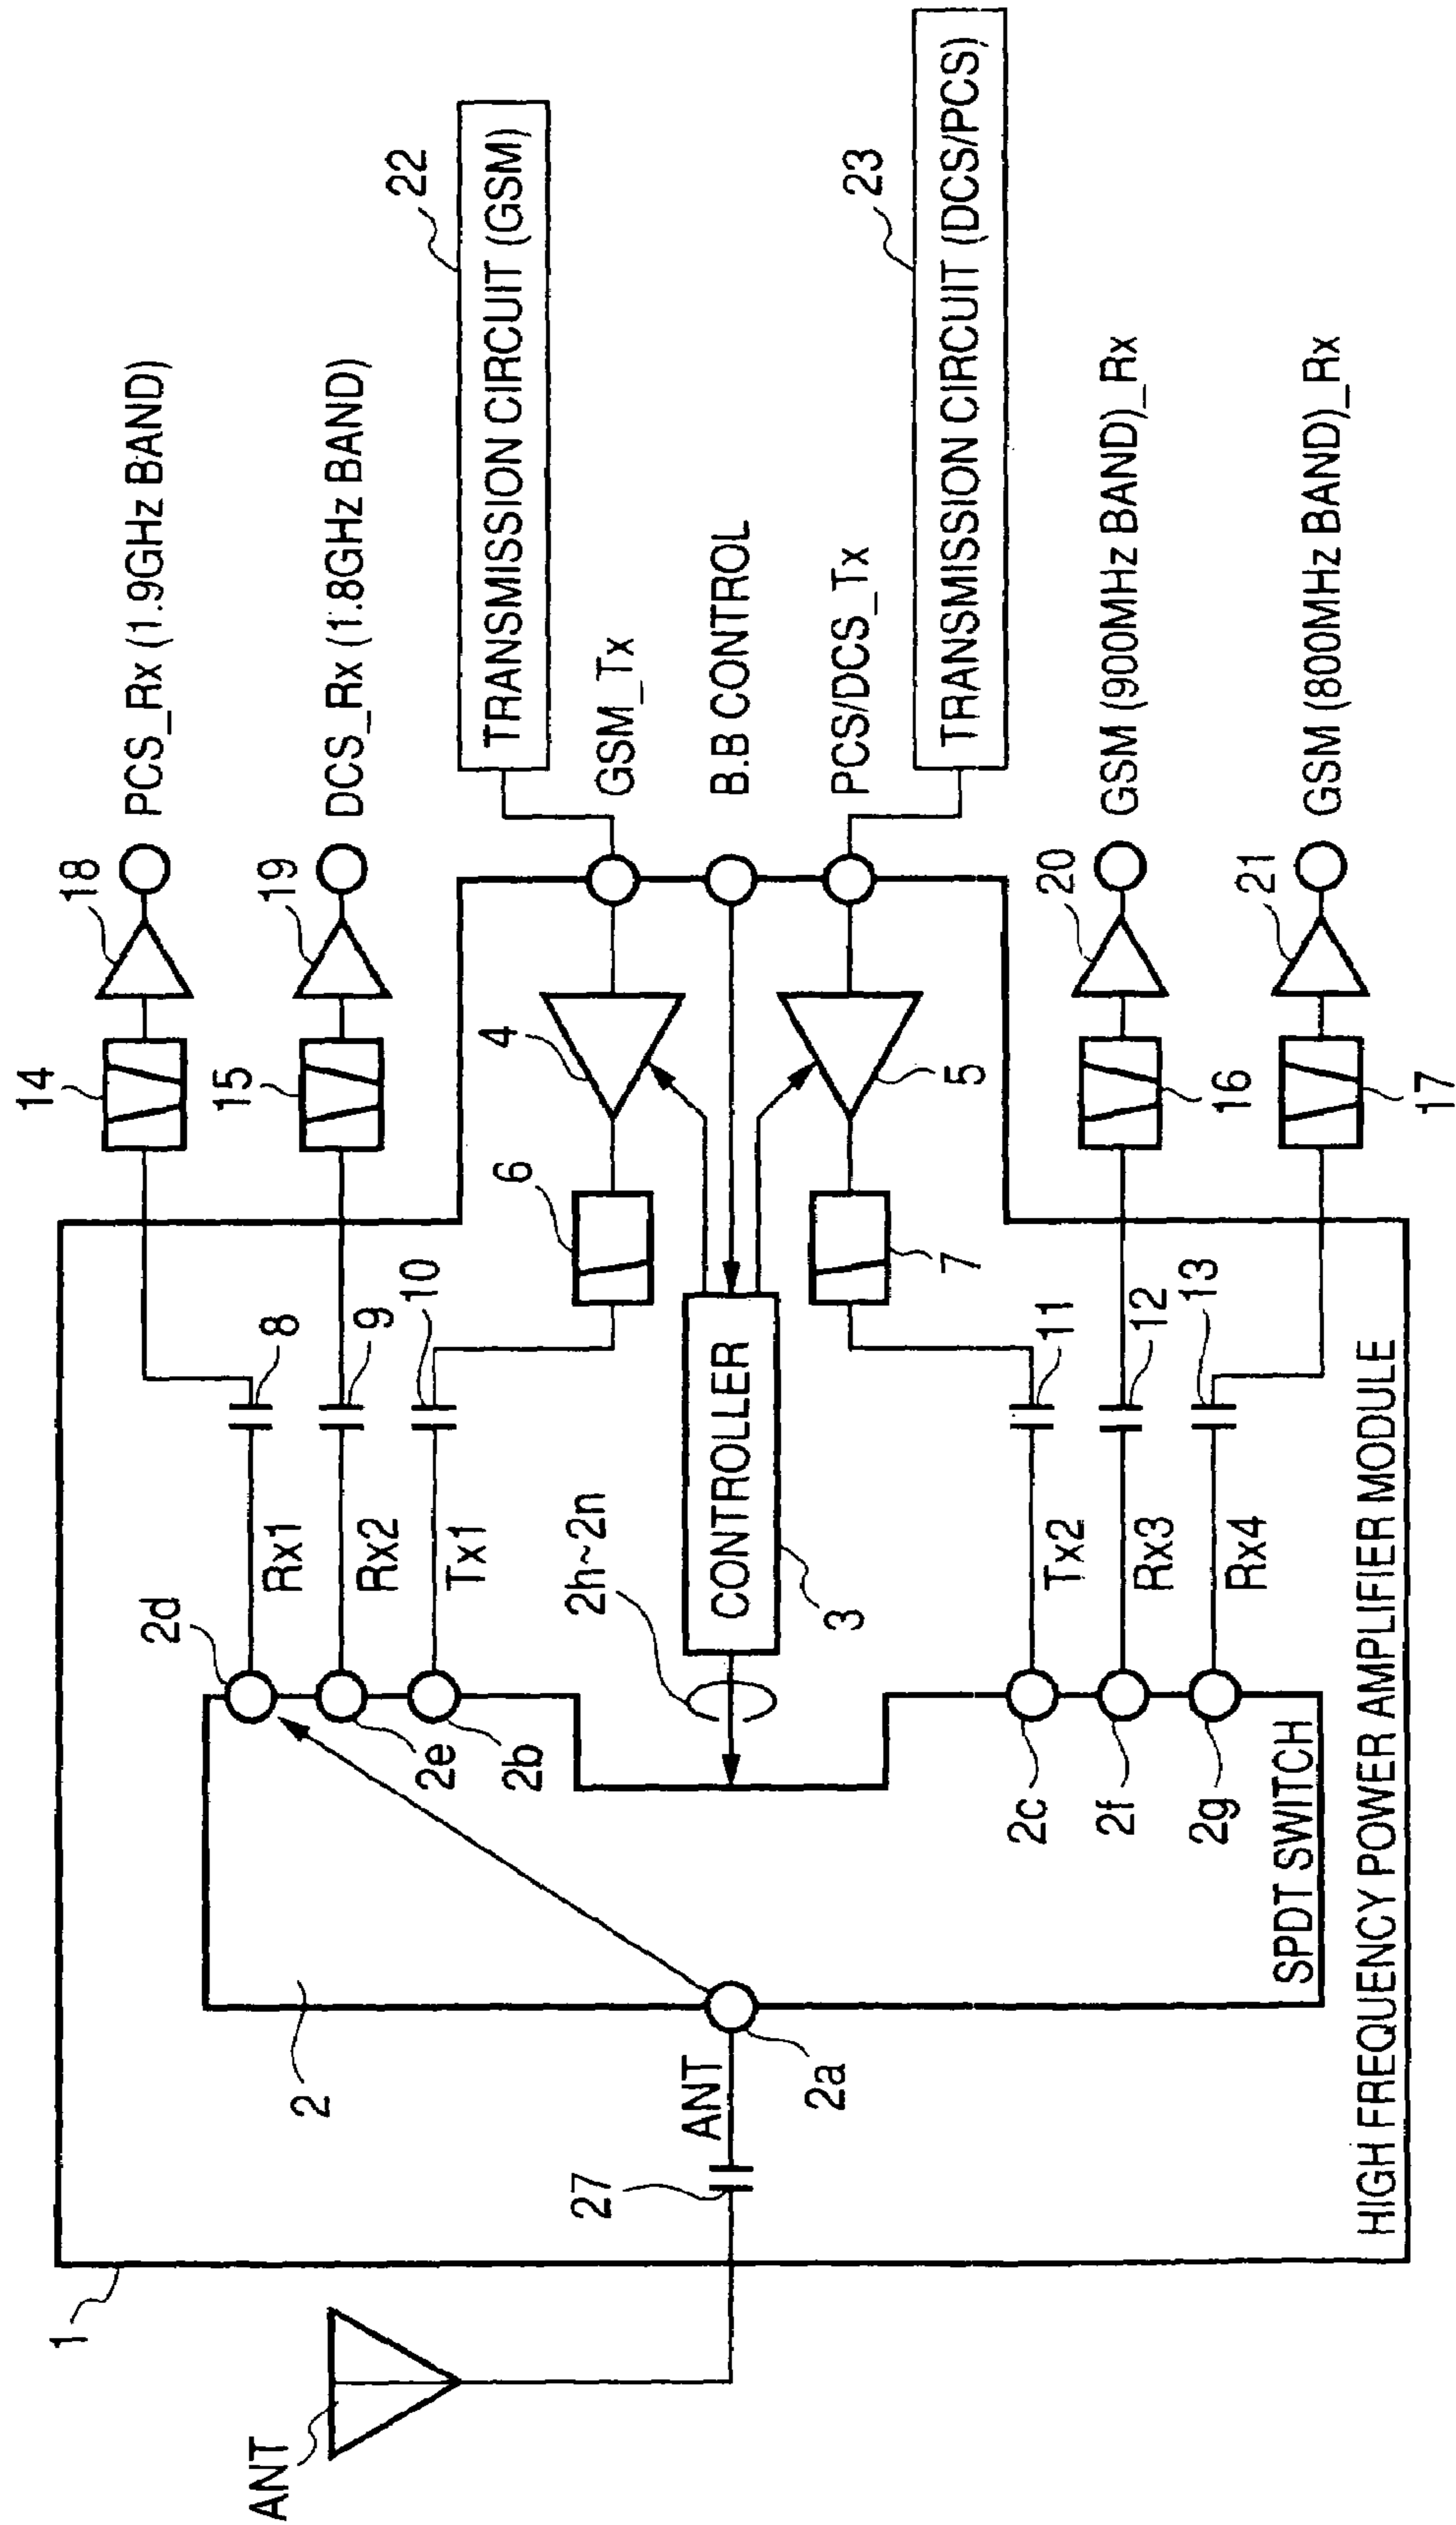 1
ANT
27
ANT
2a
2
2d
2e
2b
Rx1
Rx2
Tx1
8
9
10
14
15
18
19
PCS_Rx (1.9GHz BAND)
DCS_Rx (1.8GHz BAND)
22
TRANSMISSION CIRCUIT (GSM)
GSM_Tx
B.B CONTROL
PCS/DCS_Tx
23
TRANSMISSION CIRCUIT (DCS/PCS)
4
6
5
7
2h~2n
CONTROLLER
3
2c
2f
2g
Tx2
Rx3
Rx4
11
12
13
16
17
20
21
GSM (900MHz BAND)_Rx
GSM (800MHz BAND)_Rx
SPDT SWITCH
HIGH FREQUENCY POWER AMPLIFIER MODULE